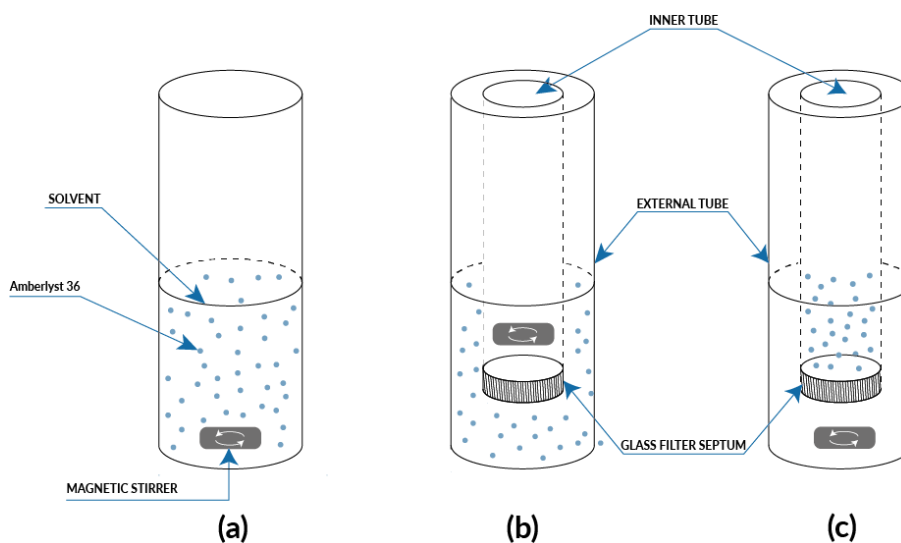 INNER TUBE
SOLVENT
EXTERNAL TUBE
Amberlyst 36
GLASS FILTER SEPTUM
MAGNETIC STIRRER
(a)
(b)
(c)